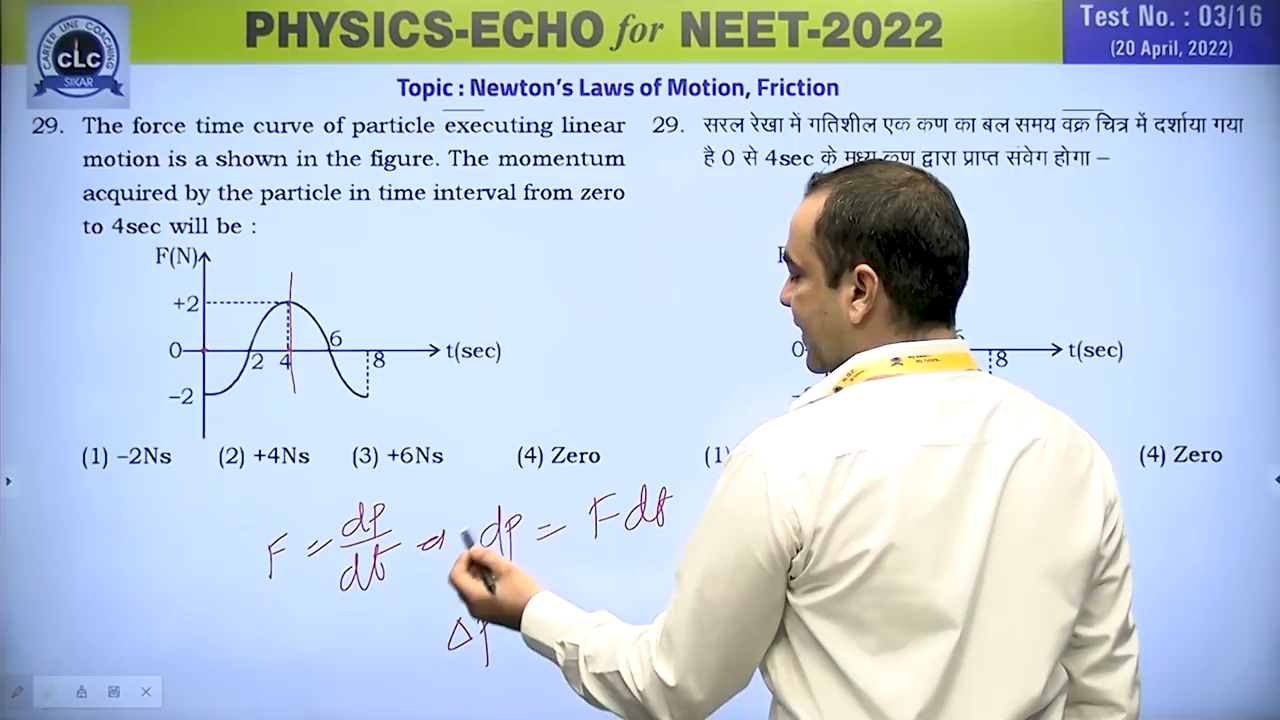 PHYSICS-ECHO for NEET-2022
Test No. : 03/16
(20 April, 2022)
CAREER LINE COACHING
CLC
SIKAR
Topic : Newton's Laws of Motion, Friction
29. The force time curve of particle executing linear
motion is a shown in the figure. The momentum
acquired by the particle in time interval from zero
to 4sec will be :
F(N)
+2
0
-2
2 4 6 8
t(sec)
(1) -2Ns (2) +4Ns (3) +6Ns (4) Zero
F = dp/dt dp = F dt
Δp
29. सरल रेखा में गतिशील एक कण का बल समय वक्र चित्र में दर्शाया गया
है 0 से 4sec के मध्य कण द्वारा प्राप्त संवेग होगा –
0
8
t(sec)
(1) (4) Zero